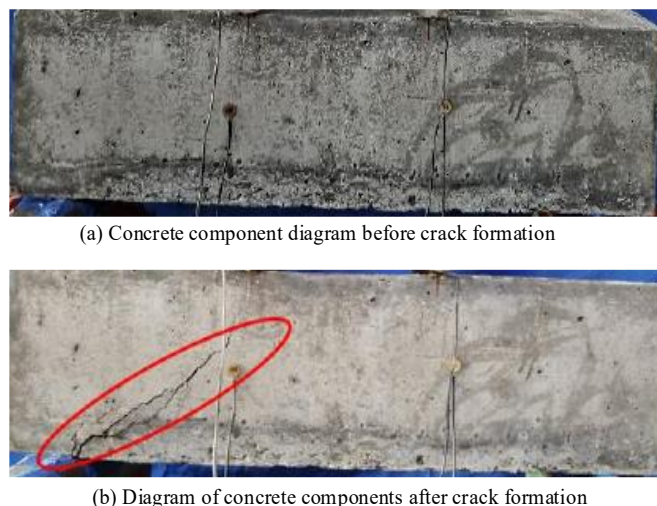 (a) Concrete component diagram before crack formation
(b) Diagram of concrete components after crack formation